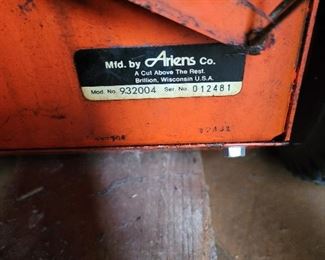 Mfd. by Ariens Co.
A Cut Above The Rest.
Brillion, Wisconsin U.S.A.
Mod. No. 932004 Ser. No. 012481